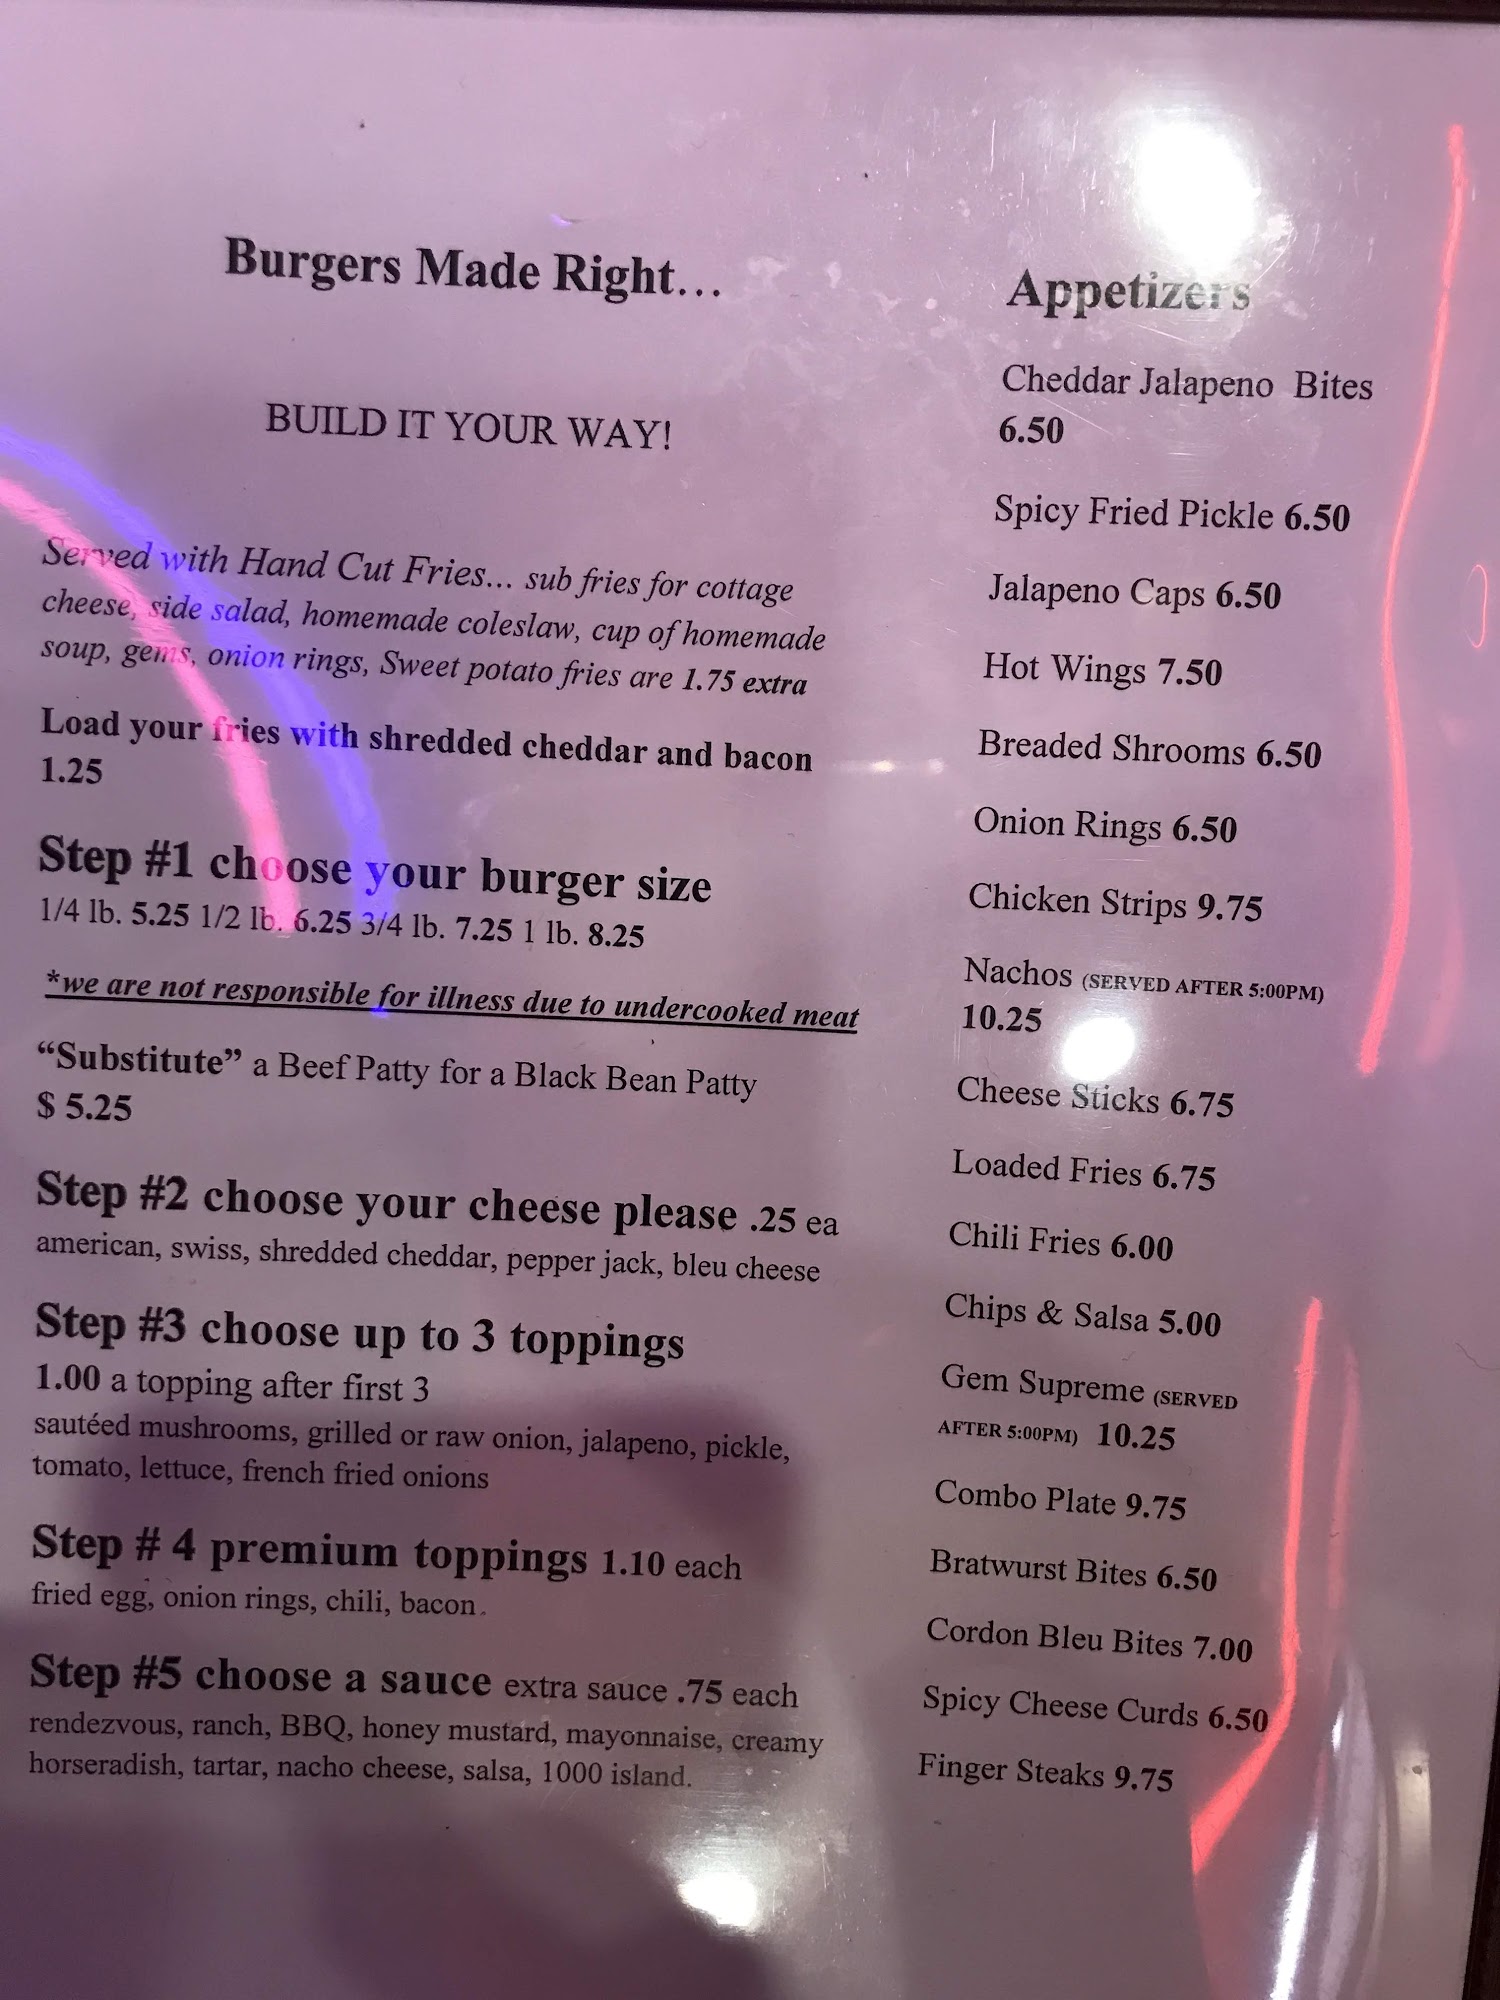 Burgers Made Right...
BUILD IT YOUR WAY!
Served with Hand Cut Fries... sub fries for cottage
cheese, side salad, homemade coleslaw, cup of homemade
soup, gems, onion rings, Sweet potato fries are 1.75 extra
Load your fries with shredded cheddar and bacon
1.25
Step #1 choose your burger size
1/4 lb. 5.25 1/2 lb. 6.25 3/4 lb. 7.25 1 lb. 8.25
*we are not responsible for illness due to undercooked meat
“Substitute” a Beef Patty for a Black Bean Patty
$ 5.25
Step #2 choose your cheese please .25 ea
american, swiss, shredded cheddar, pepper jack, bleu cheese
Step #3 choose up to 3 toppings
1.00 a topping after first 3
sautéed mushrooms, grilled or raw onion, jalapeno, pickle,
tomato, lettuce, french fried onions
Step # 4 premium toppings 1.10 each
fried egg, onion rings, chili, bacon.
Step #5 choose a sauce extra sauce .75 each
rendezvous, ranch, BBQ, honey mustard, mayonnaise, creamy
horseradish, tartar, nacho cheese, salsa, 1000 island.
Appetizers
Cheddar Jalapeno Bites
6.50
Spicy Fried Pickle 6.50
Jalapeno Caps 6.50
Hot Wings 7.50
Breaded Shrooms 6.50
Onion Rings 6.50
Chicken Strips 9.75
Nachos (SERVED AFTER 5:00PM)
10.25
Cheese Sticks 6.75
Loaded Fries 6.75
Chili Fries 6.00
Chips & Salsa 5.00
Gem Supreme (SERVED
AFTER 5:00PM) 10.25
Combo Plate 9.75
Bratwurst Bites 6.50
Cordon Bleu Bites 7.00
Spicy Cheese Curds 6.50
Finger Steaks 9.75